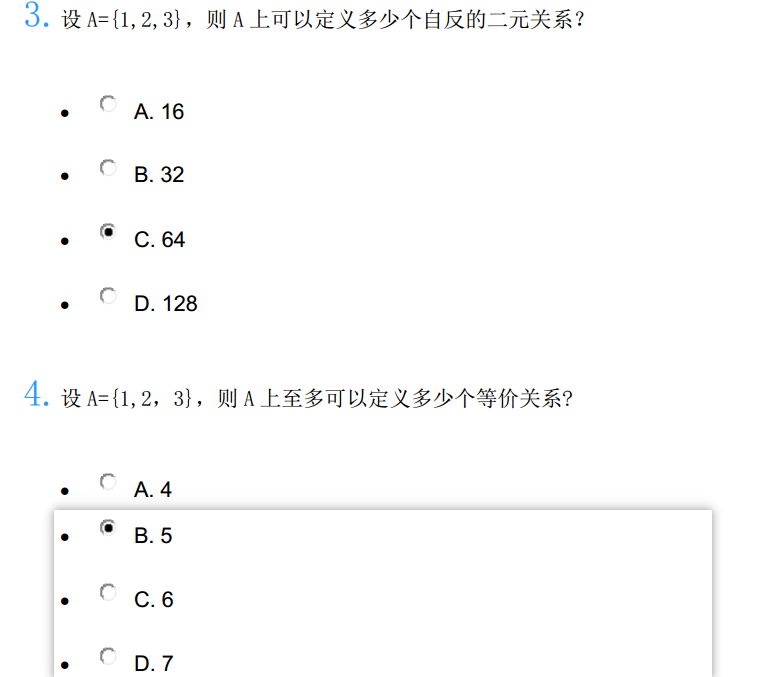 3. 设 A={1,2,3}，则 A 上可以定义多少个自反的二元关系？
A. 16
B. 32
C. 64
D. 128
4. 设 A={1,2，3}，则 A 上至多可以定义多少个等价关系?
A. 4
B. 5
C. 6
D. 7